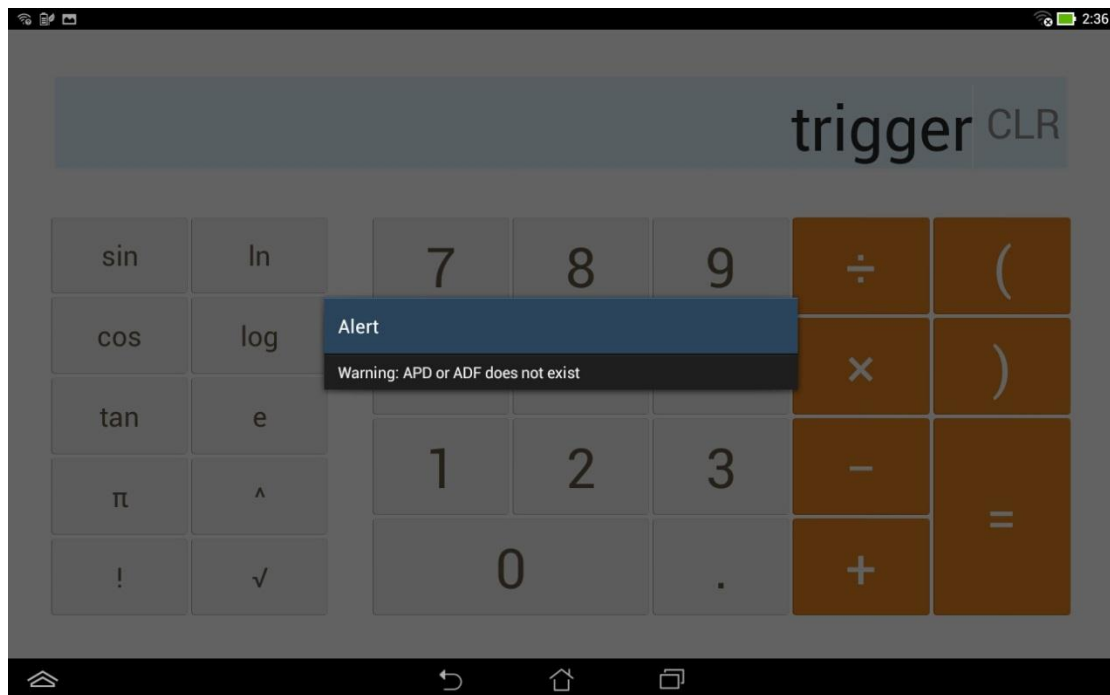 2:36
trigger CLR
sin ln 7 8 9 ÷ (
cos log × )
Alert
Warning: APD or ADF does not exist
tan e 1 2 3 −
π ^ =
! √ 0 . +